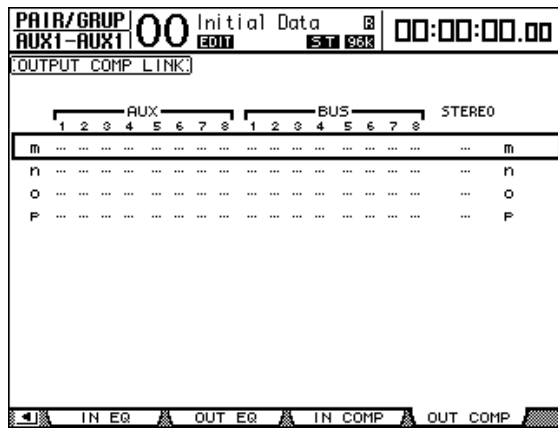 PAIR/GRUP 00 Initial Data R 00:00:00.00
AUX1-AUX1 EDIT ST 96k
OUTPUT COMP LINK
AUX BUS STEREO
1 2 3 4 5 6 7 8 1 2 3 4 5 6 7 8
m ... ... ... ... ... ... ... ... ... ... ... ... ... ... ... ... ... m
n ... ... ... ... ... ... ... ... ... ... ... ... ... ... ... ... ... n
o ... ... ... ... ... ... ... ... ... ... ... ... ... ... ... ... ... o
p ... ... ... ... ... ... ... ... ... ... ... ... ... ... ... ... ... p
IN EQ OUT EQ IN COMP OUT COMP